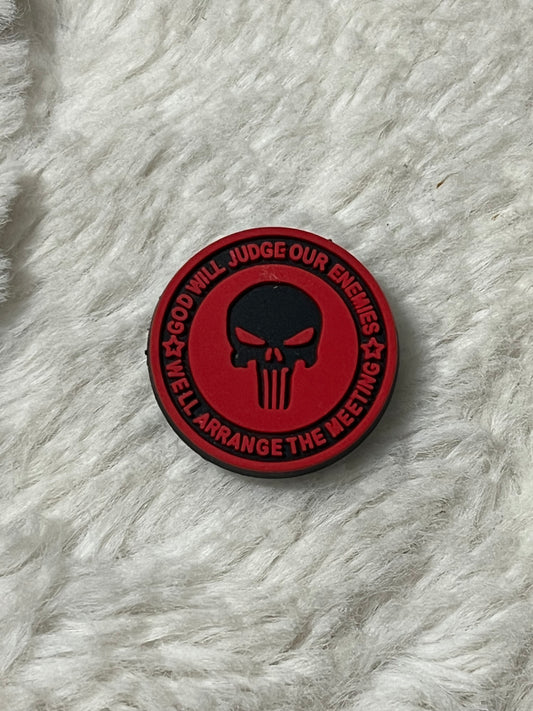 GOD WILL JUDGE OUR ENEMIES
WE'LL ARRANGE THE MEETING